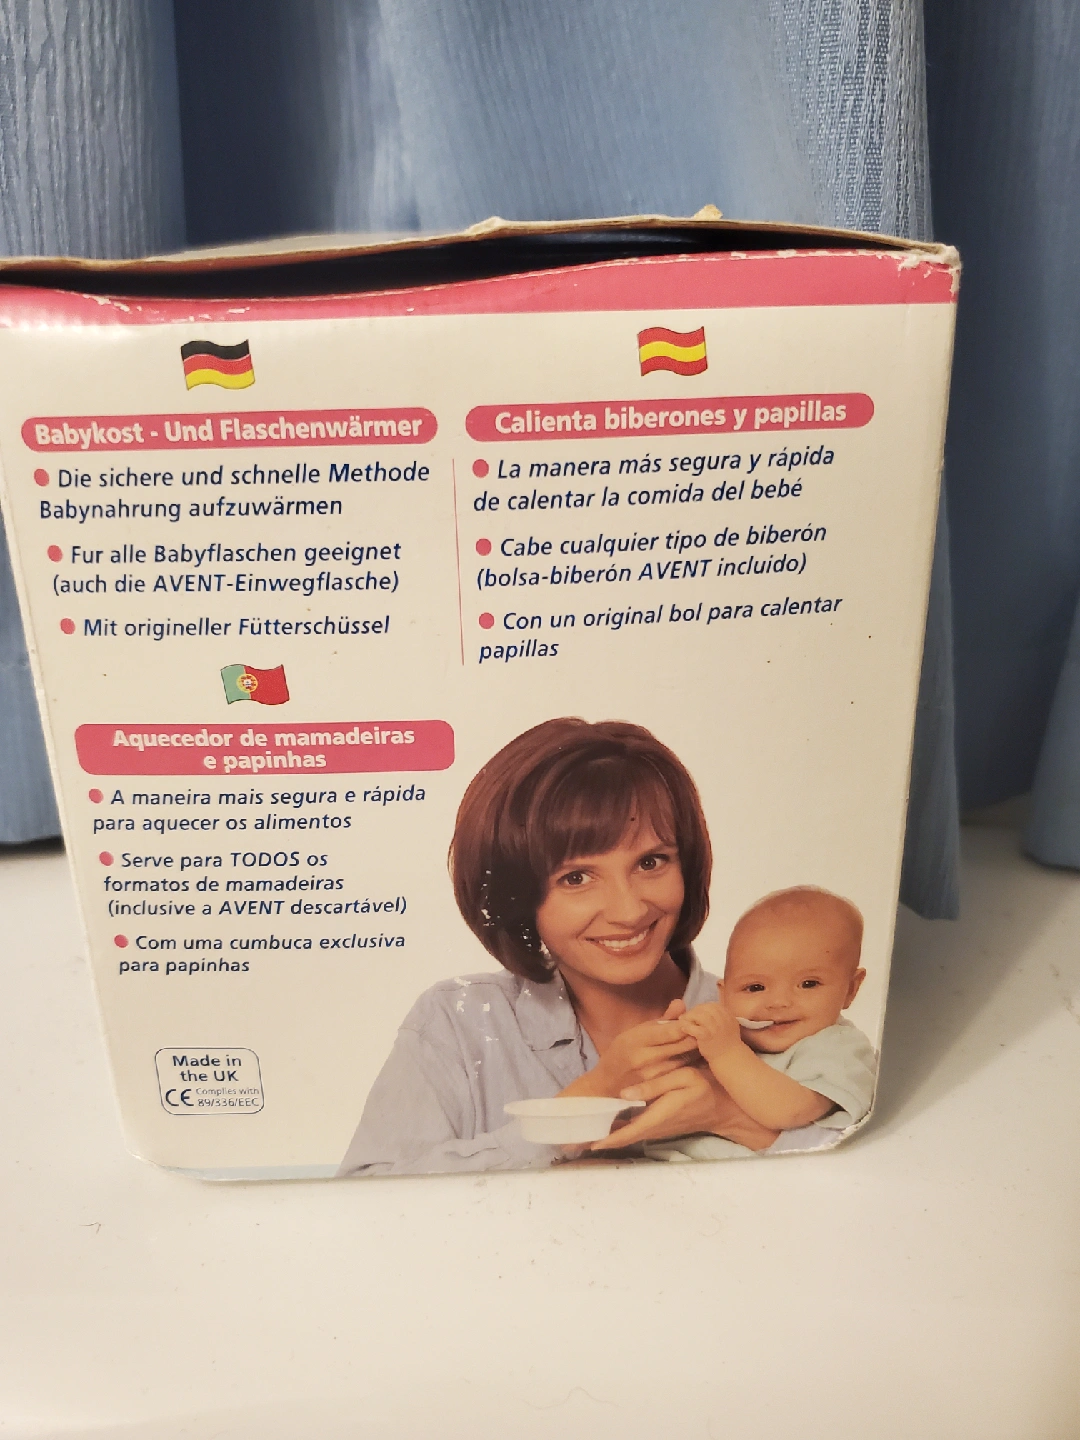 Babykost - Und Flaschenwärmer
Die sichere und schnelle Methode
Babynahrung aufzuwärmen
Fur alle Babyflaschen geeignet
(auch die AVENT-Einwegflasche)
Mit origineller Fütterschüssel
Calienta biberones y papillas
La manera más segura y rápida
de calentar la comida del bebé
Cabe cualquier tipo de biberón
(bolsa-biberón AVENT incluido)
Con un original bol para calentar
papillas
Aquecedor de mamadeiras
e papinhas
A maneira mais segura e rápida
para aquecer os alimentos
Serve para TODOS os
formatos de mamadeiras
(inclusive a AVENT descartável)
Com uma cumbuca exclusiva
para papinhas
Made in
the UK
CE Complies with
89/336/EEC